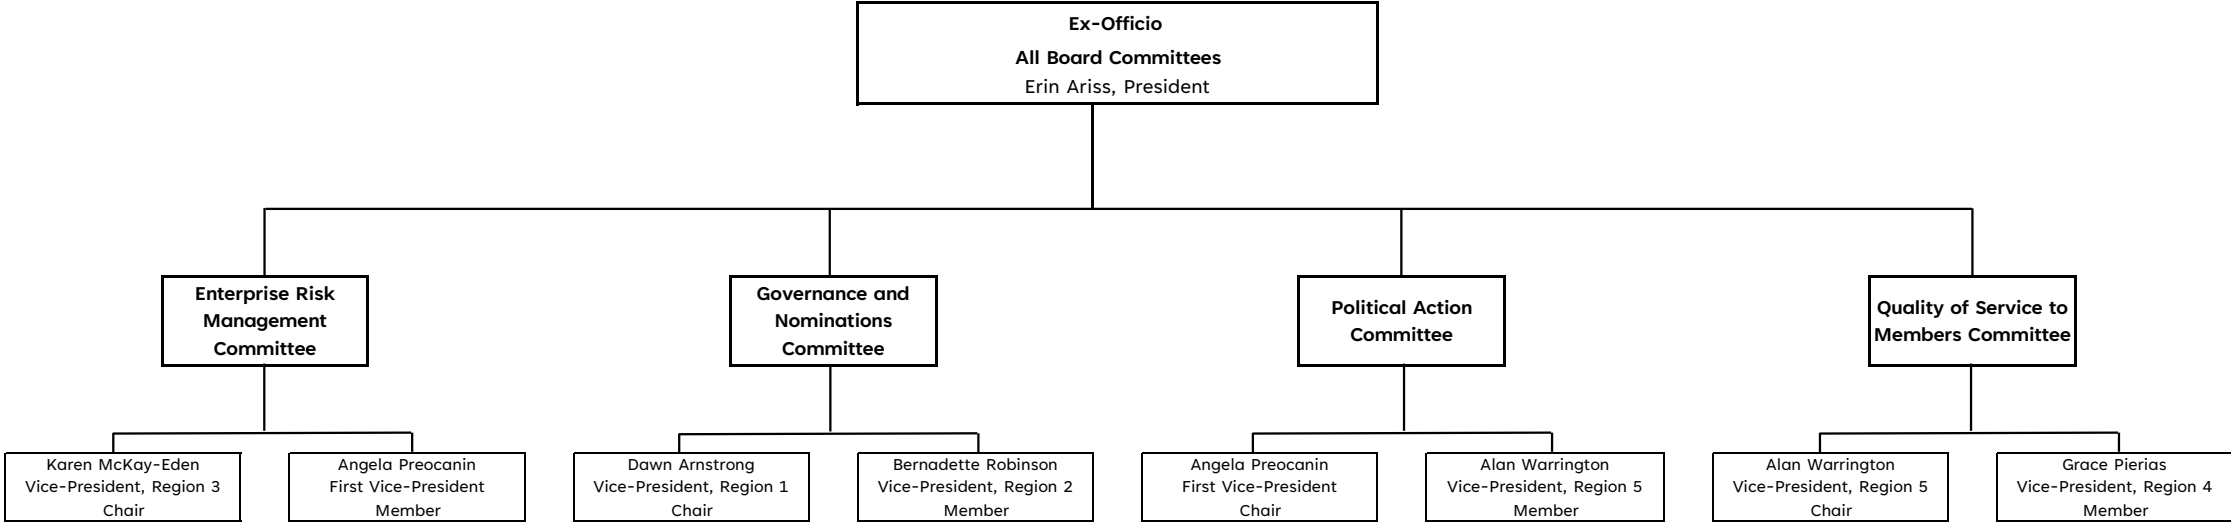 Ex-Officio
All Board Committees
Erin Ariss, President
Enterprise Risk
Management
Committee
Governance and
Nominations
Committee
Political Action
Committee
Quality of Service to
Members Committee
Karen McKay-Eden
Vice-President, Region 3
Chair
Angela Preocanin
First Vice-President
Member
Dawn Arnstrong
Vice-President, Region 1
Chair
Bernadette Robinson
Vice-President, Region 2
Member
Angela Preocanin
First Vice-President
Chair
Alan Warrington
Vice-President, Region 5
Member
Alan Warrington
Vice-President, Region 5
Chair
Grace Pierias
Vice-President, Region 4
Member